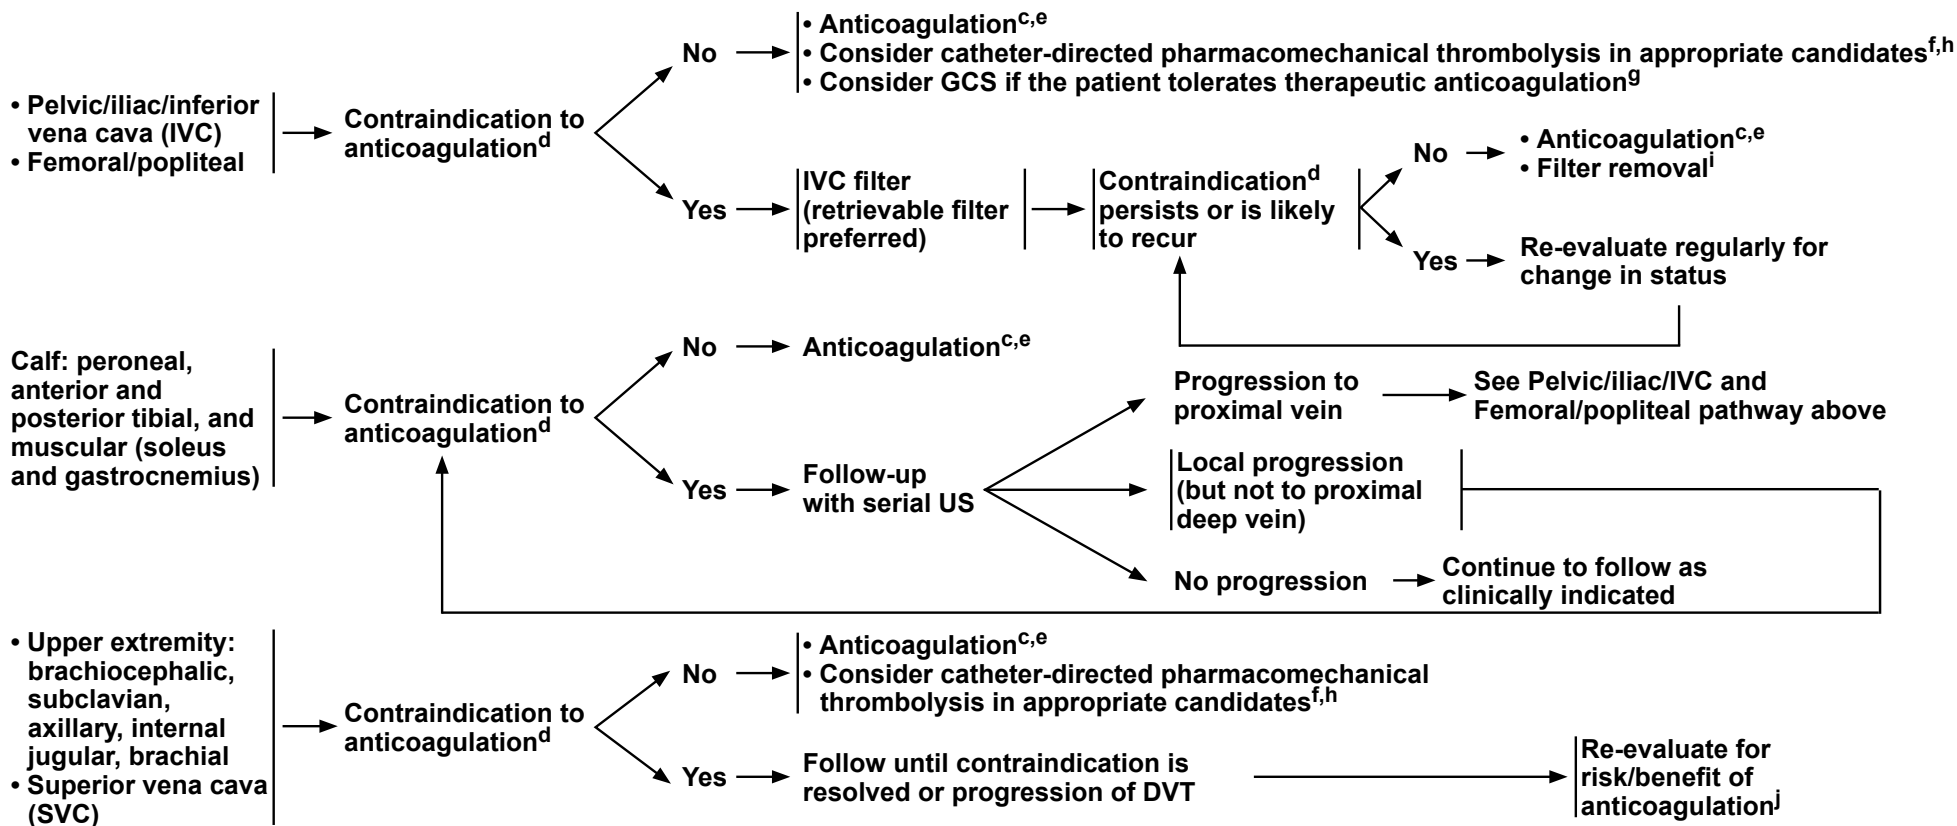 • Pelvic/iliac/inferior
vena cava (IVC)
• Femoral/popliteal
Contraindication to
anticoagulationd
No
• Anticoagulationc,e
• Consider catheter-directed pharmacomechanical thrombolysis in appropriate candidatesf,h
• Consider GCS if the patient tolerates therapeutic anticoagulationg
Yes
IVC filter
(retrievable filter
preferred)
Contraindicationd
persists or is likely
to recur
No
• Anticoagulationc,e
• Filter removali
Yes
Re-evaluate regularly for
change in status
Calf: peroneal,
anterior and
posterior tibial, and
muscular (soleus
and gastrocnemius)
Contraindication to
anticoagulationd
No
Anticoagulationc,e
Yes
Follow-up
with serial US
Progression to
proximal vein
See Pelvic/iliac/IVC and
Femoral/popliteal pathway above
Local progression
(but not to proximal
deep vein)
No progression
Continue to follow as
clinically indicated
• Upper extremity:
brachiocephalic,
subclavian,
axillary, internal
jugular, brachial
• Superior vena cava
(SVC)
Contraindication to
anticoagulationd
No
• Anticoagulationc,e
• Consider catheter-directed pharmacomechanical
thrombolysis in appropriate candidatesf,h
Yes
Follow until contraindication is
resolved or progression of DVT
Re-evaluate for
risk/benefit of
anticoagulationj